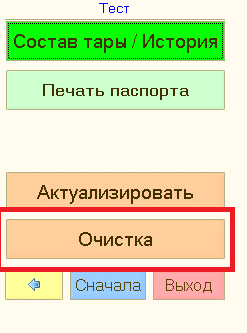 Тест
Состав тары / История
Печать паспорта
Актуализировать
Очистка
Сначала Выход